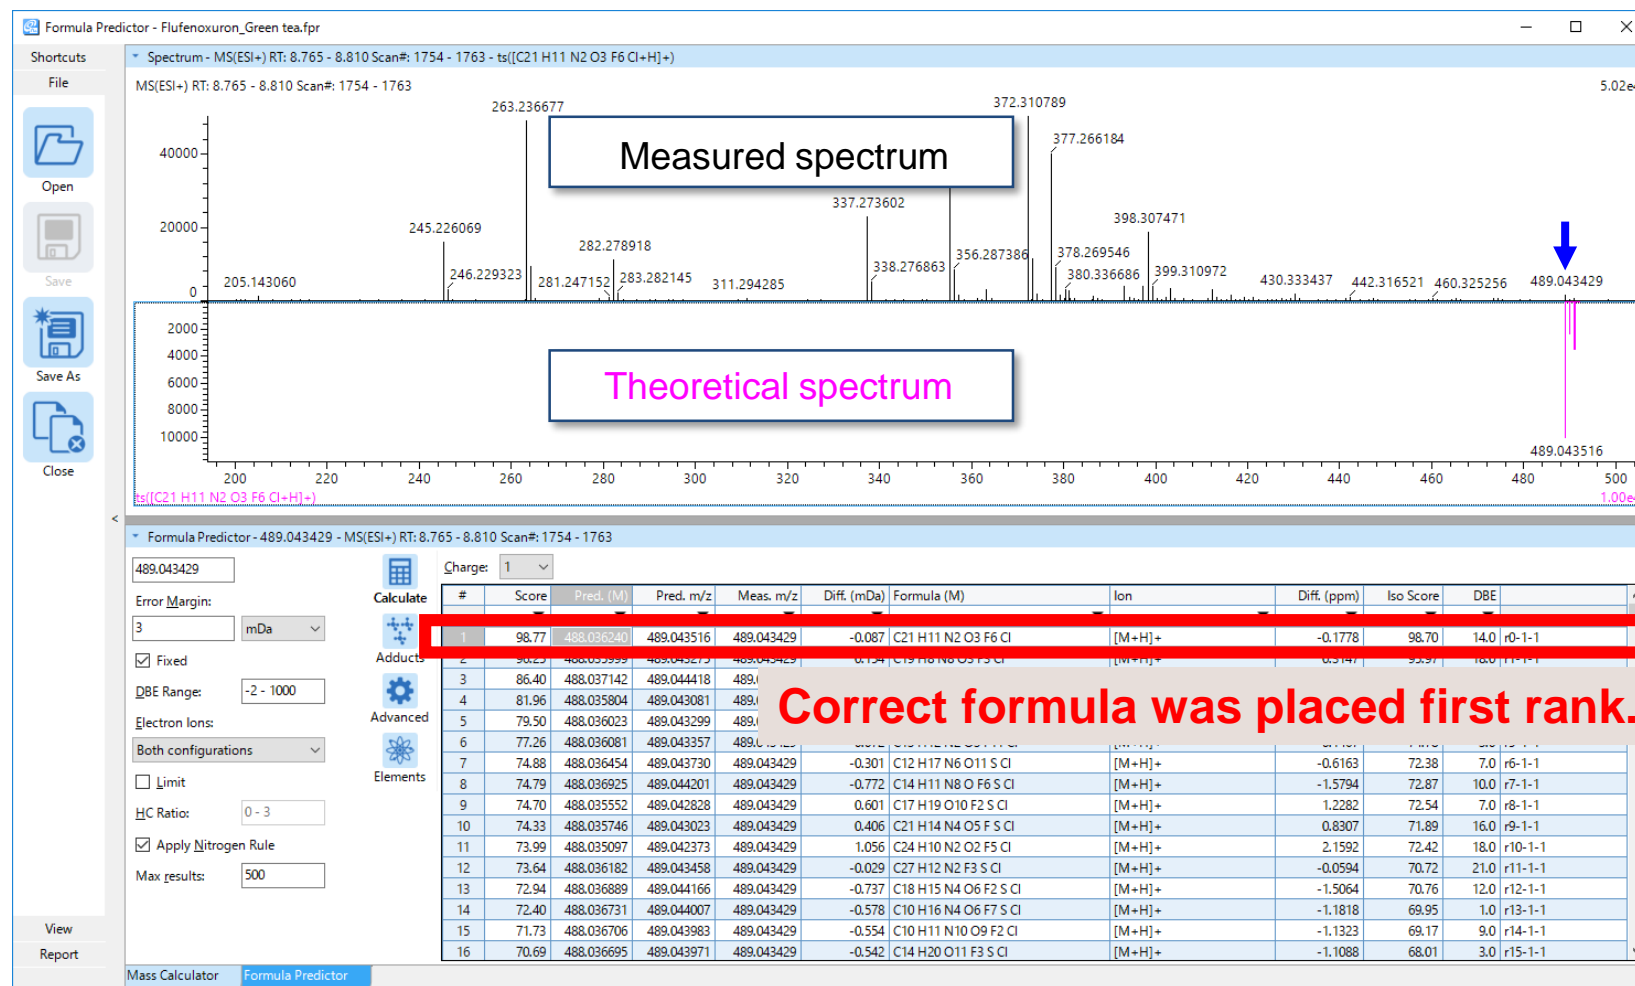 Formula Predictor - Flufenoxuron_Green tea.fpr
Shortcuts
File
Open
Save
Save As
Close
View
Report
Spectrum - MS(ESI+) RT: 8.765 - 8.810 Scan#: 1754 - 1763 - ts([C21 H11 N2 O3 F6 Cl+H]+)
MS(ESI+) RT: 8.765 - 8.810 Scan#: 1754 - 1763
5.02e
263.236677
372.310789
377.266184
Measured spectrum
40000
337.273602
398.307471
20000
245.226069
282.278918
356.287386
378.269546
338.276863
246.229323
281.247152
283.282145
311.294285
380.336686
399.310972
430.333437
442.316521
460.325256
489.043429
205.143060
0
2000
4000
6000
8000
10000
Theoretical spectrum
489.043516
200 220 240 260 280 300 320 340 360 380 400 420 440 460 480 500
ts([C21 H11 N2 O3 F6 Cl+H]+)
1.00e
<
Formula Predictor - 489.043429 - MS(ESI+) RT: 8.765 - 8.810 Scan#: 1754 - 1763
489.043429
Error Margin:
3 mDa
Fixed
DBE Range: -2 - 1000
Electron Ions:
Both configurations
Limit
HC Ratio: 0 - 3
Apply Nitrogen Rule
Max results: 500
Calculate
Adducts
Advanced
Elements
Charge: 1
# Score Pred. (M) Pred. m/z Meas. m/z Diff. (mDa) Formula (M) Ion Diff. (ppm) Iso Score DBE
1 98.77 488.036240 489.043516 489.043429 -0.087 C21 H11 N2 O3 F6 Cl [M+H]+ -0.1778 98.70 14.0 r0-1-1
3 86.40 488.037142 489.044418 489.
4 81.96 488.035804 489.043081 489.
5 79.50 488.036023 489.043299 489.
6 77.26 488.036081 489.043357
7 74.88 488.036454 489.043730 489.043429 -0.301 C12 H17 N6 O11 S Cl [M+H]+ -0.6163 72.38 7.0 r6-1-1
8 74.79 488.036925 489.044201 489.043429 -0.772 C14 H11 N8 O F6 S Cl [M+H]+ -1.5794 72.87 10.0 r7-1-1
9 74.70 488.035552 489.042828 489.043429 0.601 C17 H19 O10 F2 S Cl [M+H]+ 1.2282 72.54 7.0 r8-1-1
10 74.33 488.035746 489.043023 489.043429 0.406 C21 H14 N4 O5 F S Cl [M+H]+ 0.8307 71.89 16.0 r9-1-1
11 73.99 488.035097 489.042373 489.043429 1.056 C24 H10 N2 O2 F5 Cl [M+H]+ 2.1592 72.42 18.0 r10-1-1
12 73.64 488.036182 489.043458 489.043429 -0.029 C27 H12 N2 F3 S Cl [M+H]+ -0.0594 70.72 21.0 r11-1-1
13 72.94 488.036889 489.044166 489.043429 -0.737 C18 H15 N4 O6 F2 S Cl [M+H]+ -1.5064 70.76 12.0 r12-1-1
14 72.40 488.036731 489.044007 489.043429 -0.578 C10 H16 N4 O6 F7 S Cl [M+H]+ -1.1818 69.95 1.0 r13-1-1
15 71.73 488.036706 489.043983 489.043429 -0.554 C10 H11 N10 O9 F2 Cl [M+H]+ -1.1323 69.17 9.0 r14-1-1
16 70.69 488.036695 489.043971 489.043429 -0.542 C14 H20 O11 F3 S Cl [M+H]+ -1.1088 68.01 3.0 r15-1-1
Correct formula was placed first rank.
Mass Calculator
Formula Predictor